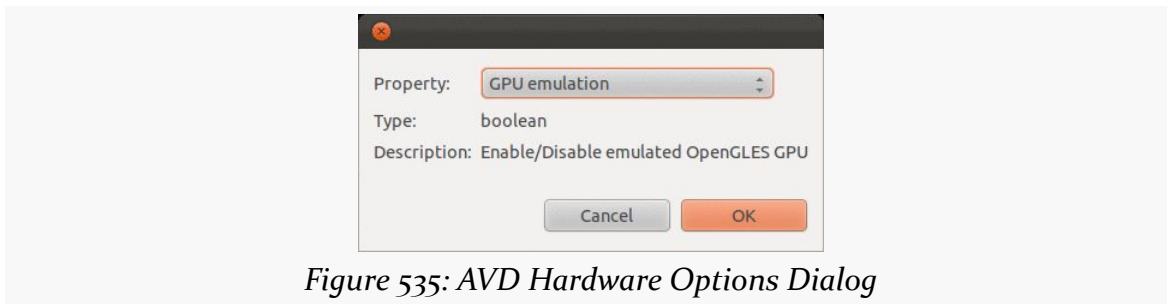 Property: GPU emulation
Type: boolean
Description: Enable/Disable emulated OpenGLES GPU
Cancel OK
Figure 535: AVD Hardware Options Dialog